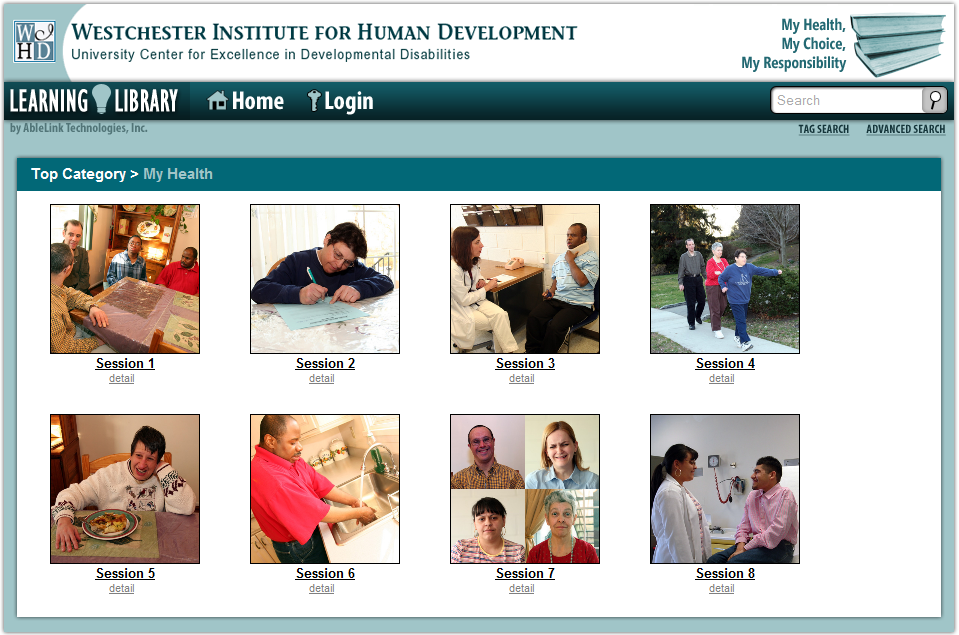 W I
H D
WESTCHESTER INSTITUTE FOR HUMAN DEVELOPMENT
University Center for Excellence in Developmental Disabilities
My Health,
My Choice,
My Responsibility
LEARNING LIBRARY
Home
Login
Search
by AbleLink Technologies, Inc.
TAG SEARCH
ADVANCED SEARCH
Top Category > My Health
Session 1
detail
Session 2
detail
Session 3
detail
Session 4
detail
Session 5
detail
Session 6
detail
Session 7
detail
Session 8
detail